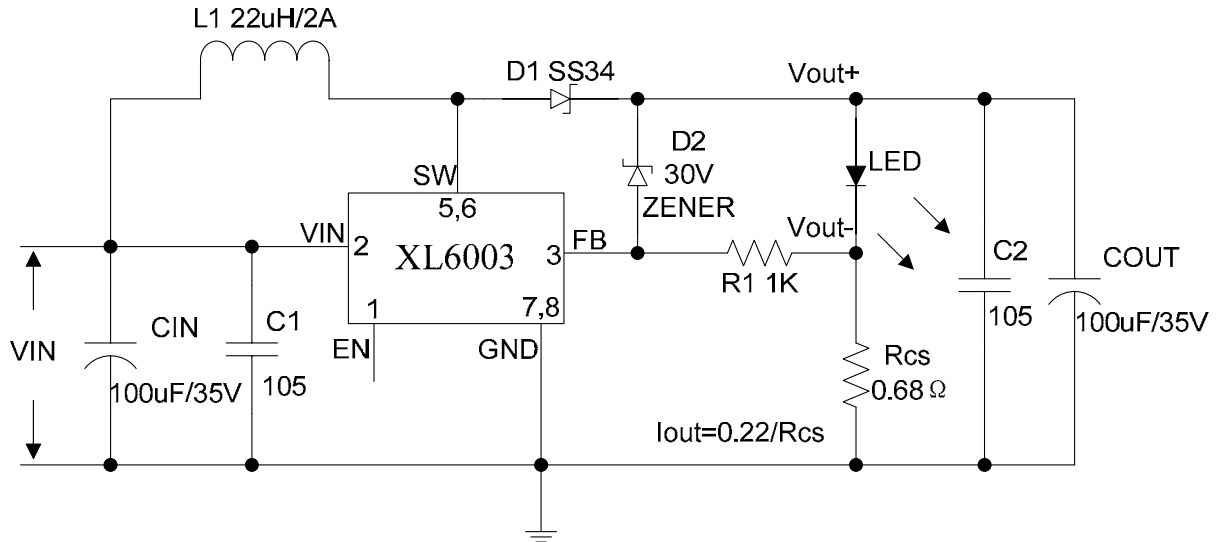 L1 22uH/2A
D1 SS34
Vout+
D2
30V
ZENER
LED
SW
5,6
VIN
2
XL6003
3
FB
Vout-
R1 1K
1
7,8
EN
GND
VIN
CIN
100uF/35V
C1
105
Rcs
0.68Ω
Iout=0.22/Rcs
C2
105
COUT
100uF/35V